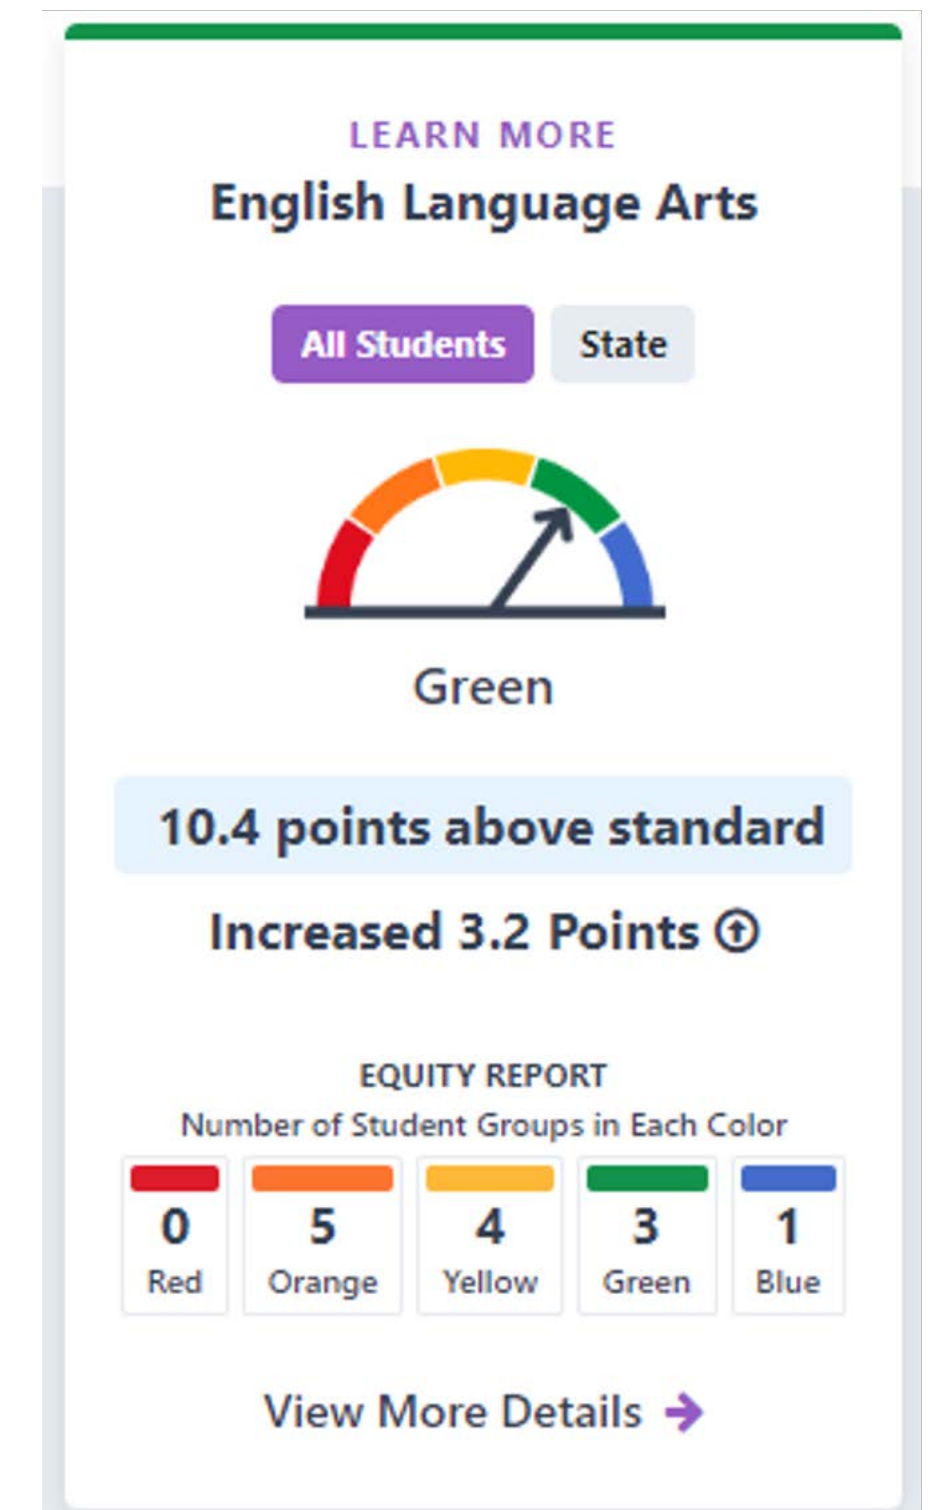 LEARN MORE
English Language Arts
All Students State
Green
10.4 points above standard
Increased 3.2 Points
EQUITY REPORT
Number of Student Groups in Each Color
0 5 4 3 1
Red Orange Yellow Green Blue
View More Details